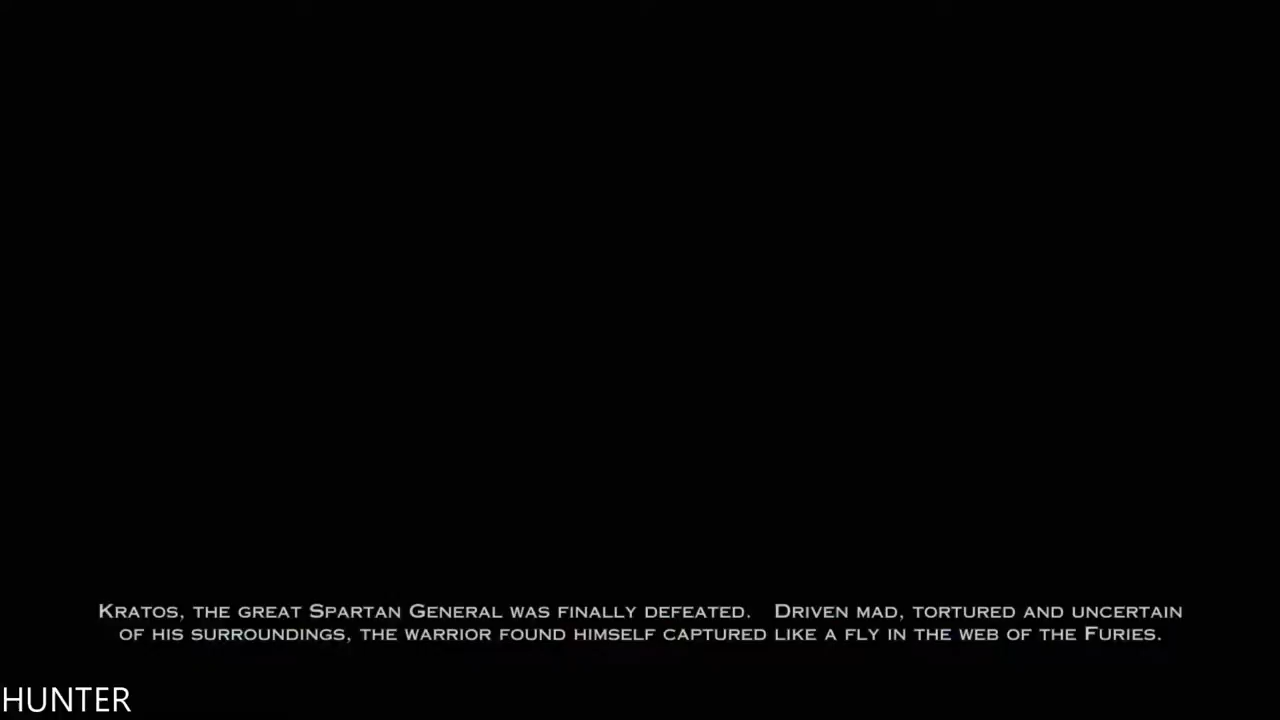 Kratos, the great Spartan General was finally defeated. Driven mad, tortured and uncertain
of his surroundings, the warrior found himself captured like a fly in the web of the Furies.
HUNTER